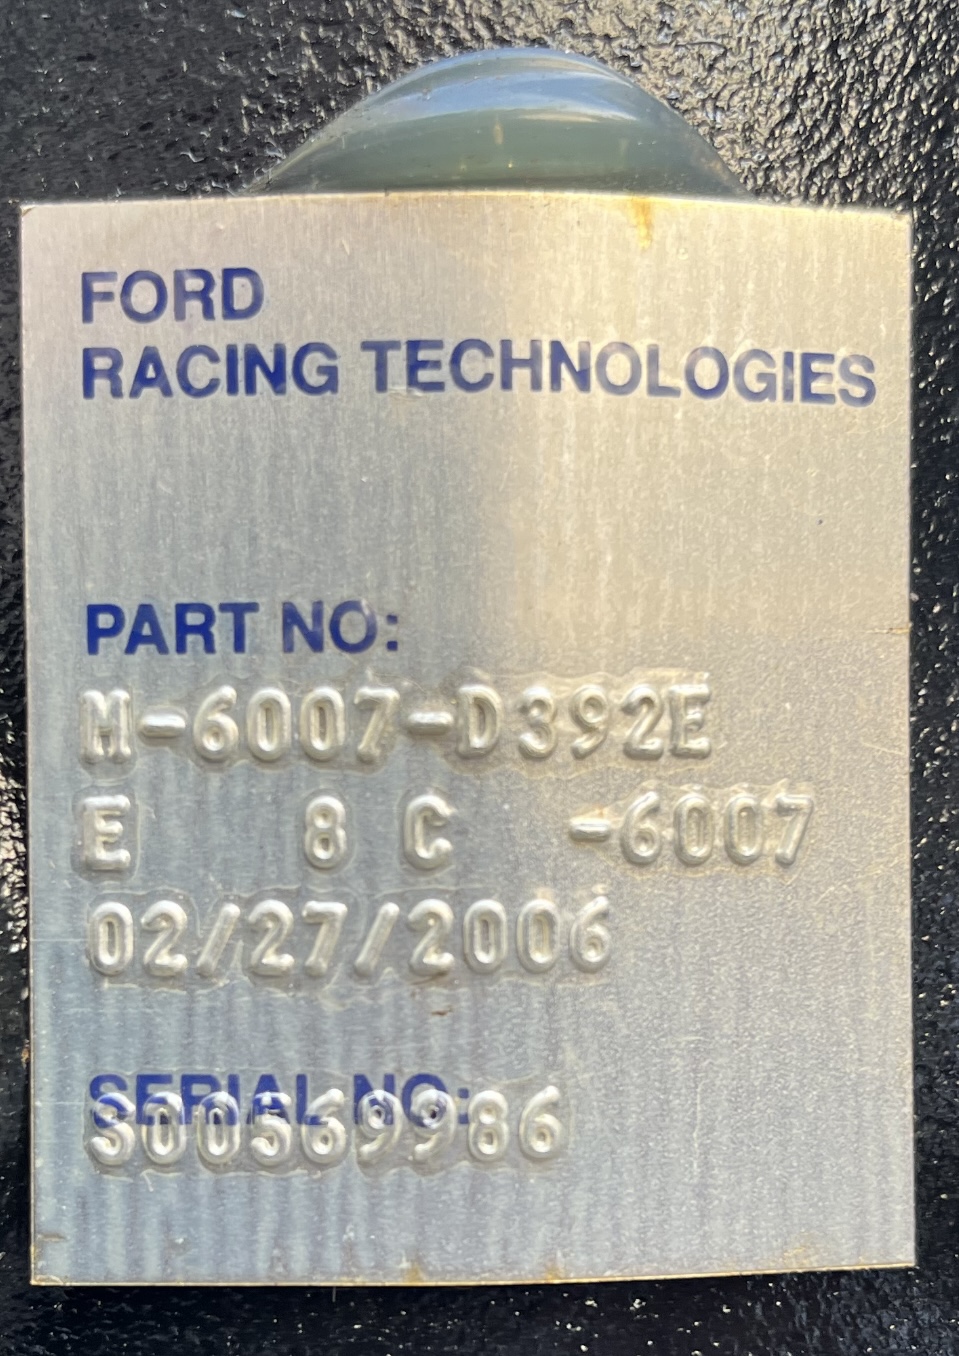 FORD
RACING TECHNOLOGIES
PART NO:
M-6007-D392E
E 8 C -6007
02/27/2006
SERIAL NO:
S00569986